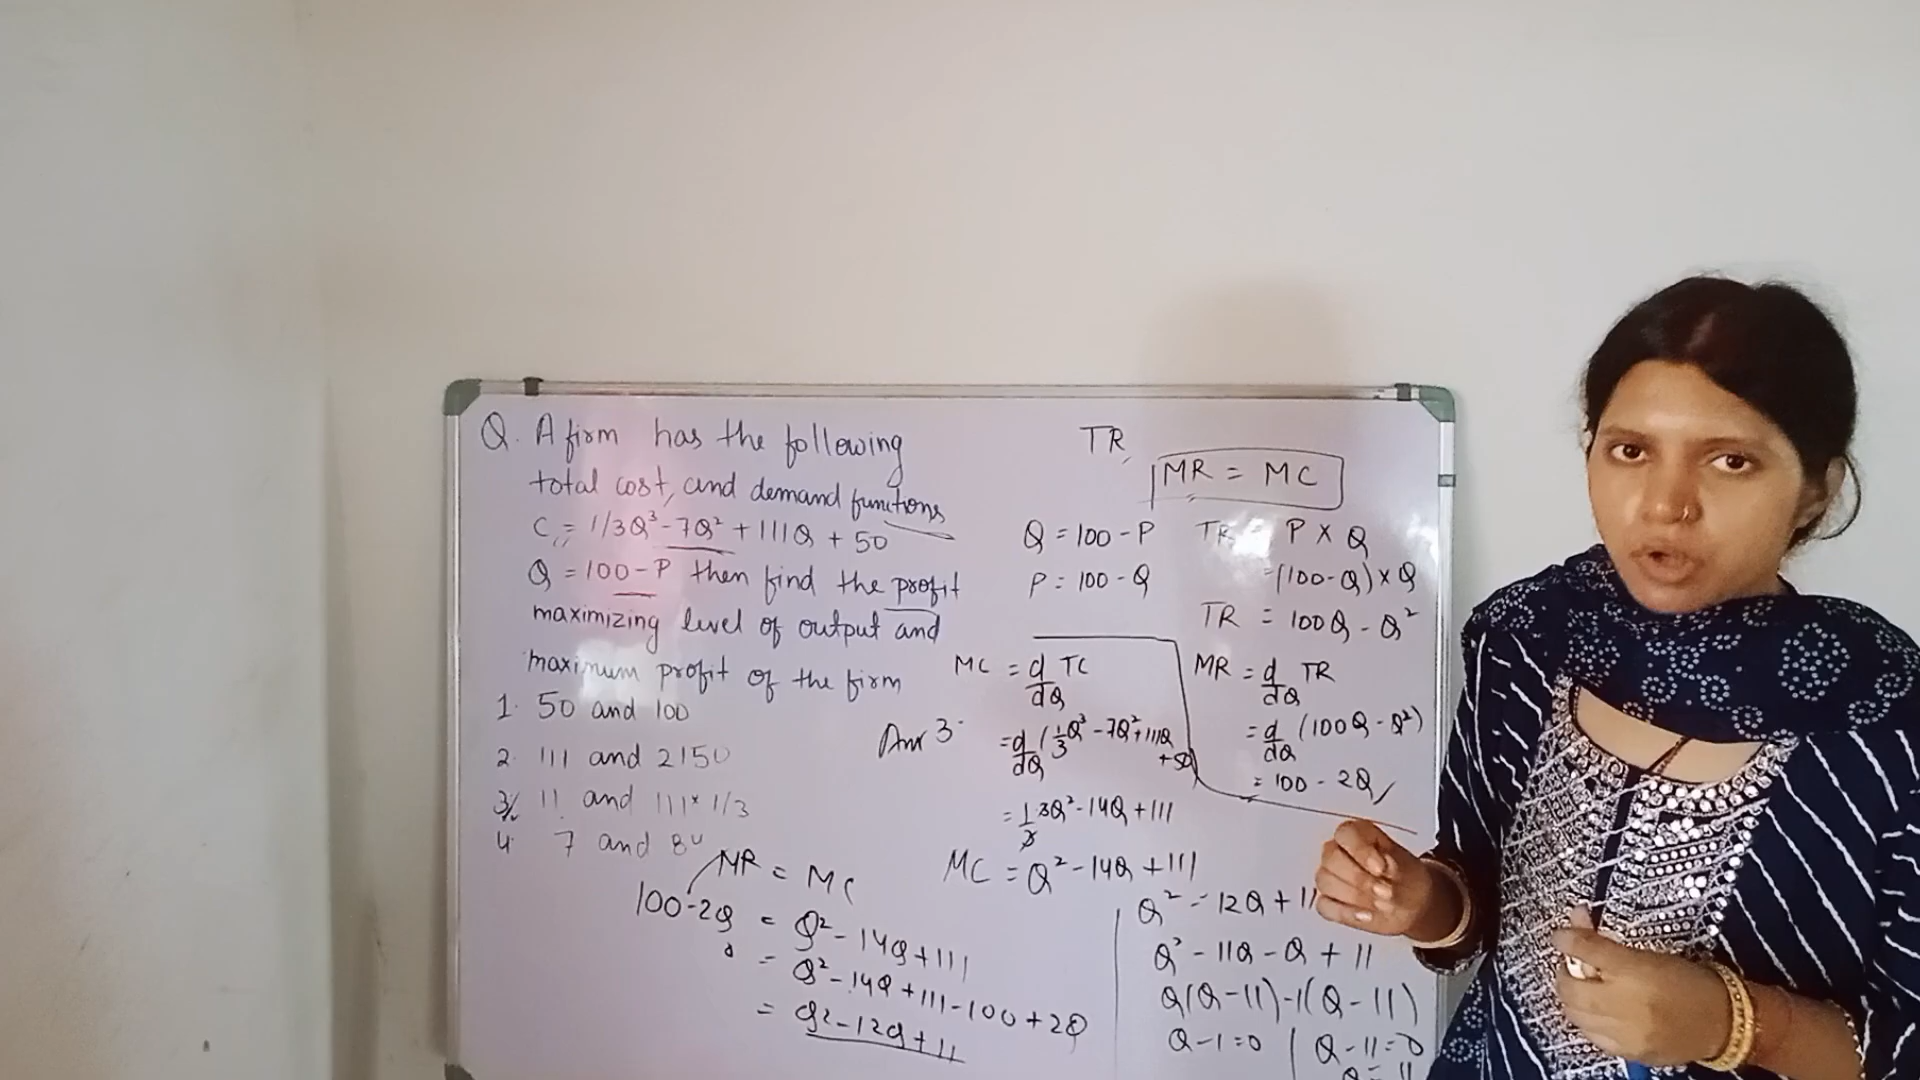 Q. A firm has the following
total cost, and demand functions
C = 1/3Q³ - 7Q² + 111Q + 50
Q = 100 - P then find the profit
maximizing level of output and
maximum profit of the firm
1. 50 and 100
2. 111 and 2150
3. 11 and 111 x 1/3
4. 7 and 80
MR = MC
100 - 2Q = Q² - 14Q + 111
0 = Q² - 14Q + 111 - 100 + 2Q
= Q² - 12Q + 11
TR
MR = MC
Q = 100 - P
P = 100 - Q
TR = P X Q
= (100 - Q) x Q
TR = 100Q - Q²
MR = d/dQ TR
= d/dQ (100Q - Q²)
= 100 - 2Q
MC = d/dQ TC
Ans 3
= d/dQ (1/3 Q³ - 7Q² + 111Q + 50
= 1/3 3Q² - 14Q + 111
MC = Q² - 14Q + 111
Q² - 12Q + 11
Q² - 11Q - Q + 11
Q(Q - 11) - 1(Q - 11)
Q - 1 = 0 | Q - 11 = 0
Q = 11